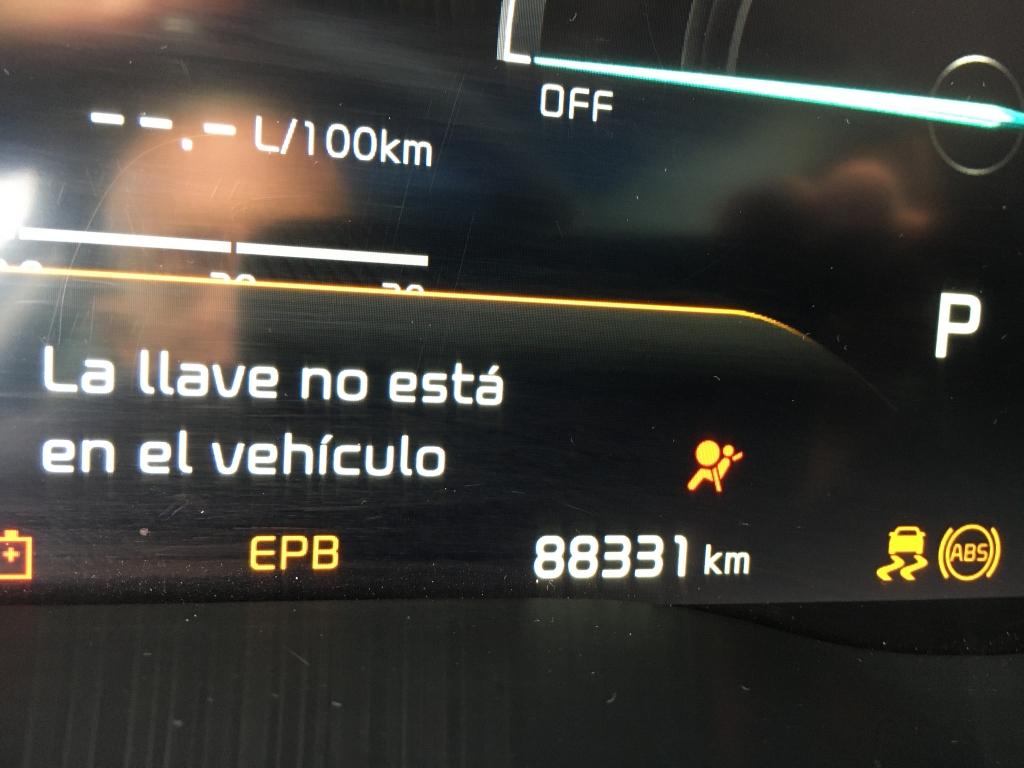 OFF
--.- L/100km
P
La llave no está
en el vehículo
EPB
88331 km
ABS